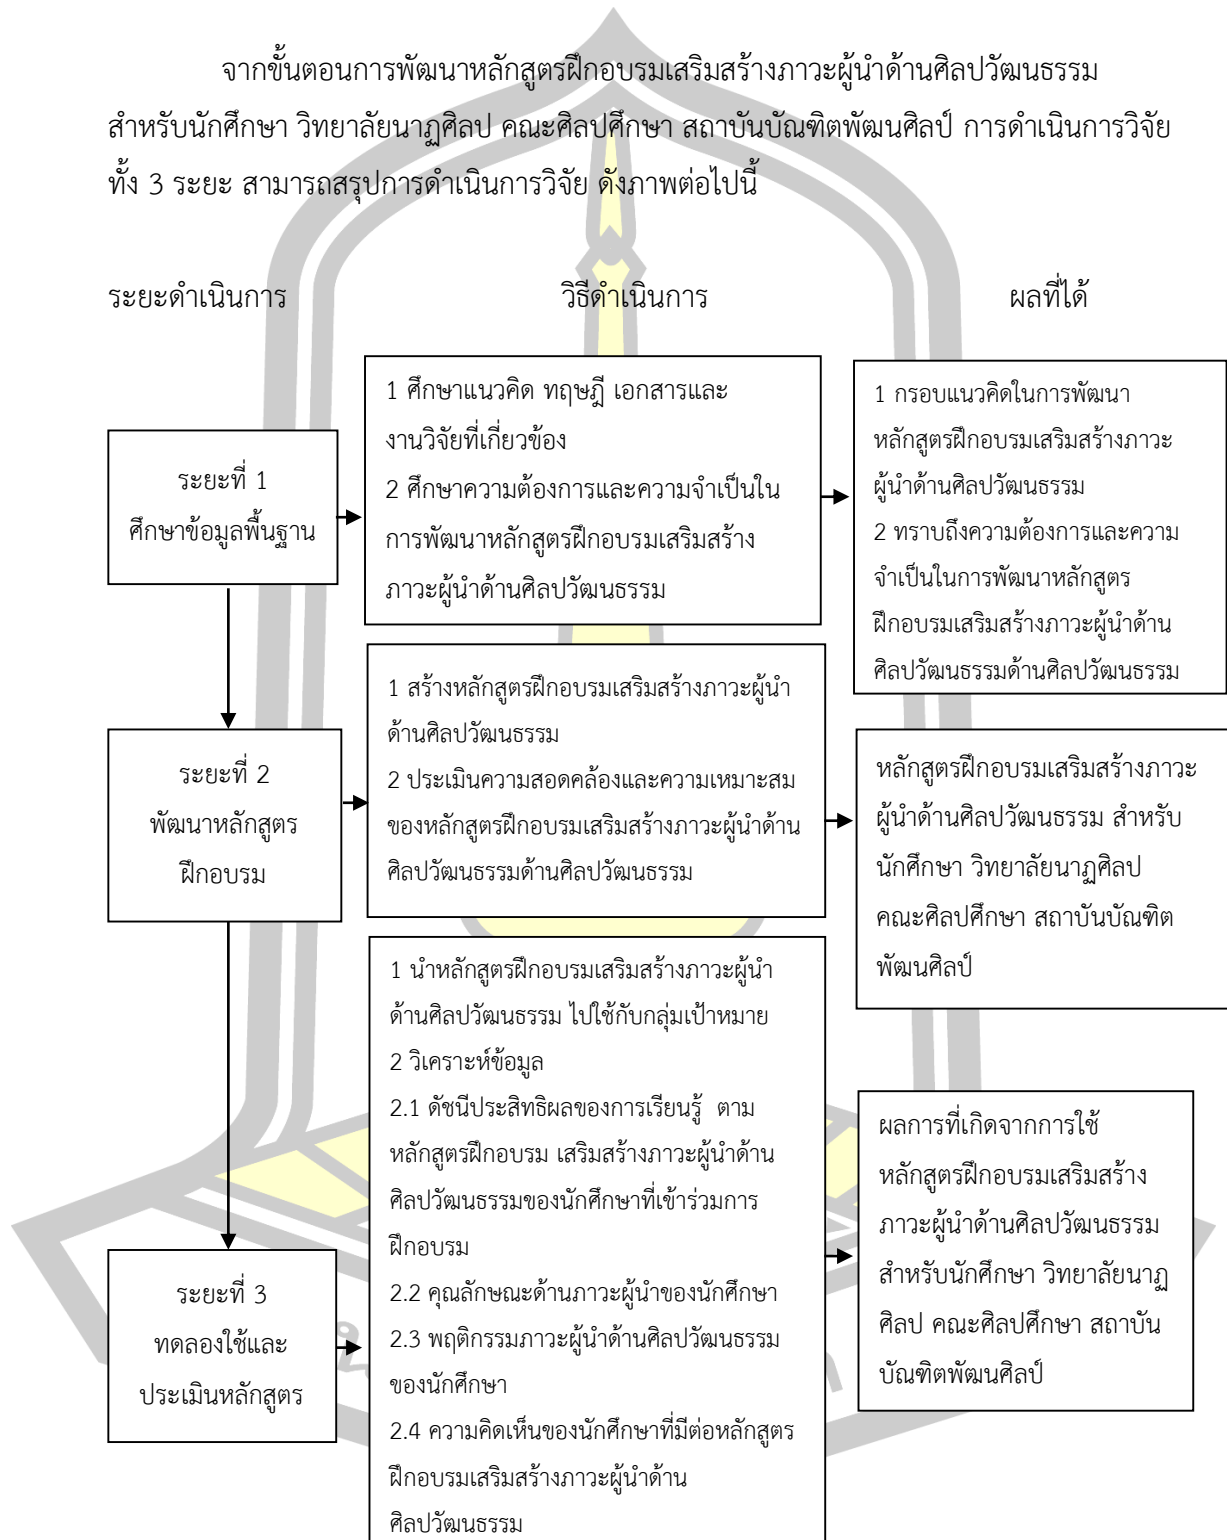 จากขั้นตอนการพัฒนาหลักสูตรฝึกอบรมเสริมสร้างภาวะผู้นำด้านศิลปวัฒนธรรม
สำหรับนักศึกษา วิทยาลัยนาฏศิลป คณะศิลปศึกษา สถาบันบัณฑิตพัฒนศิลป์ การดำเนินการวิจัย
ทั้ง 3 ระยะ สามารถสรุปการดำเนินการวิจัย ดังภาพต่อไปนี้
ระยะดำเนินการ
วิธีดำเนินการ
ผลที่ได้
ระยะที่ 1
ศึกษาข้อมูลพื้นฐาน
1 ศึกษาแนวคิด ทฤษฎี เอกสารและ
งานวิจัยที่เกี่ยวข้อง
2 ศึกษาความต้องการและความจำเป็นใน
การพัฒนาหลักสูตรฝึกอบรมเสริมสร้าง
ภาวะผู้นำด้านศิลปวัฒนธรรม
1 กรอบแนวคิดในการพัฒนา
หลักสูตรฝึกอบรมเสริมสร้างภาวะ
ผู้นำด้านศิลปวัฒนธรรม
2 ทราบถึงความต้องการและความ
จำเป็นในการพัฒนาหลักสูตร
ฝึกอบรมเสริมสร้างภาวะผู้นำด้าน
ศิลปวัฒนธรรมด้านศิลปวัฒนธรรม
ระยะที่ 2
พัฒนาหลักสูตร
ฝึกอบรม
1 สร้างหลักสูตรฝึกอบรมเสริมสร้างภาวะผู้นำ
ด้านศิลปวัฒนธรรม
2 ประเมินความสอดคล้องและความเหมาะสม
ของหลักสูตรฝึกอบรมเสริมสร้างภาวะผู้นำด้าน
ศิลปวัฒนธรรมด้านศิลปวัฒนธรรม
หลักสูตรฝึกอบรมเสริมสร้างภาวะ
ผู้นำด้านศิลปวัฒนธรรม สำหรับ
นักศึกษา วิทยาลัยนาฏศิลป
คณะศิลปศึกษา สถาบันบัณฑิต
พัฒนศิลป์
ระยะที่ 3
ทดลองใช้และ
ประเมินหลักสูตร
1 นำหลักสูตรฝึกอบรมเสริมสร้างภาวะผู้นำ
ด้านศิลปวัฒนธรรม ไปใช้กับกลุ่มเป้าหมาย
2 วิเคราะห์ข้อมูล
2.1 ดัชนีประสิทธิผลของการเรียนรู้ ตาม
หลักสูตรฝึกอบรม เสริมสร้างภาวะผู้นำด้าน
ศิลปวัฒนธรรมของนักศึกษาที่เข้าร่วมการ
ฝึกอบรม
2.2 คุณลักษณะด้านภาวะผู้นำของนักศึกษา
2.3 พฤติกรรมภาวะผู้นำด้านศิลปวัฒนธรรม
ของนักศึกษา
2.4 ความคิดเห็นของนักศึกษาที่มีต่อหลักสูตร
ฝึกอบรมเสริมสร้างภาวะผู้นำด้าน
ศิลปวัฒนธรรม
ผลการที่เกิดจากการใช้
หลักสูตรฝึกอบรมเสริมสร้าง
ภาวะผู้นำด้านศิลปวัฒนธรรม
สำหรับนักศึกษา วิทยาลัยนาฏ
ศิลป คณะศิลปศึกษา สถาบัน
บัณฑิตพัฒนศิลป์